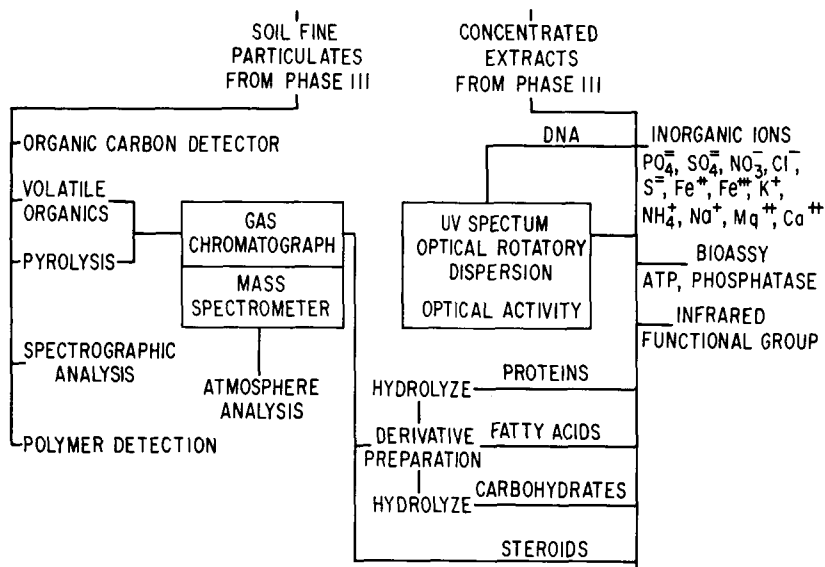 SOIL FINE
PARTICULATES
FROM PHASE III
CONCENTRATED
EXTRACTS
FROM PHASE III
ORGANIC CARBON DETECTOR
VOLATILE
ORGANICS
PYROLYSIS
SPECTROGRAPHIC
ANALYSIS
POLYMER DETECTION
GAS
CHROMATOGRAPH
MASS
SPECTROMETER
ATMOSPHERE
ANALYSIS
DNA
UV SPECTUM
OPTICAL ROTATORY
DISPERSION
OPTICAL ACTIVITY
INORGANIC IONS
PO₄⁼, SO₄⁼, NO₃⁻, Cl⁻,
S⁼, Fe⁺⁺, Fe⁺⁺⁺, K⁺,
NH₄⁺, Na⁺, Mq⁺⁺, Ca⁺⁺
BIOASSY
ATP, PHOSPHATASE
INFRARED
FUNCTIONAL GROUP
HYDROLYZE
PROTEINS
DERIVATIVE
PREPARATION
FATTY ACIDS
HYDROLYZE
CARBOHYDRATES
STEROIDS